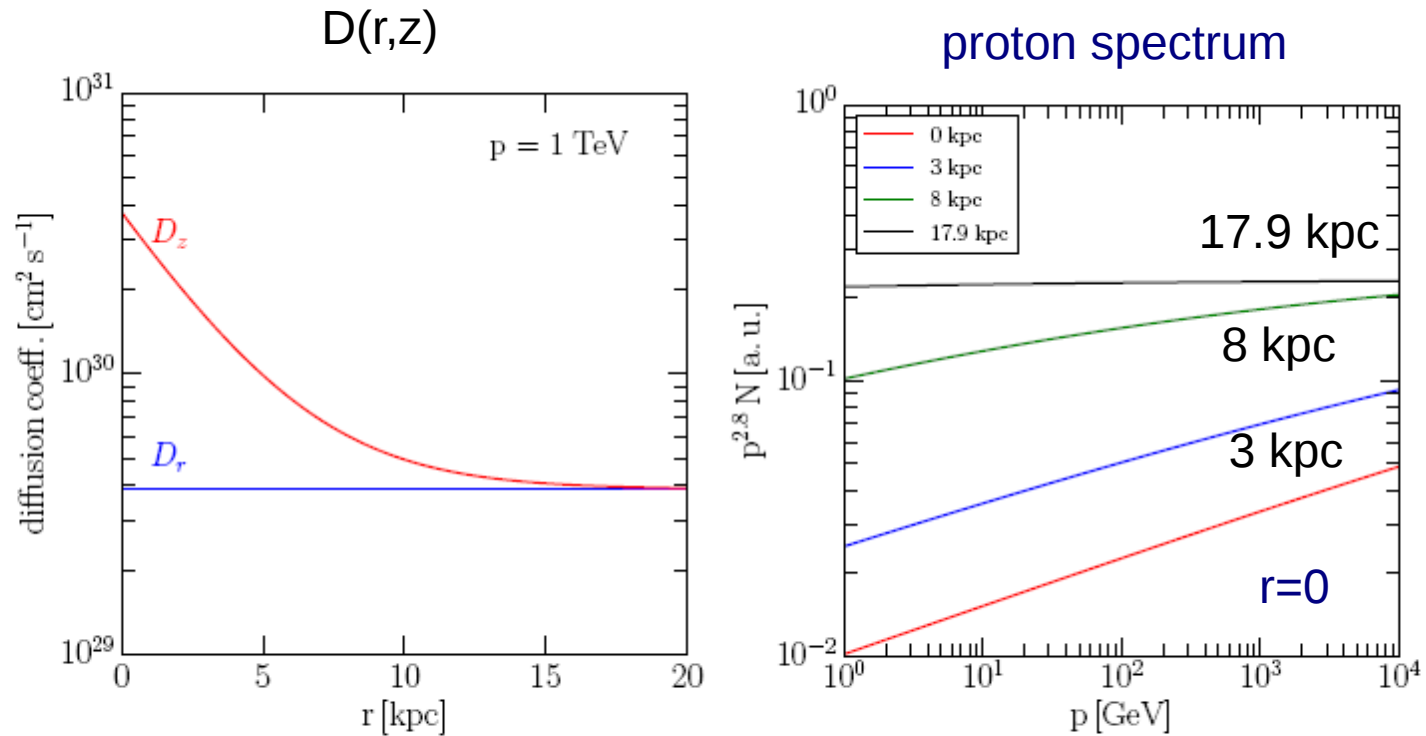 D(r,z)
10^31
10^30
10^29
diffusion coeff. [cm^2 s^−1]
p = 1 TeV
D_z
D_r
0 5 10 15 20
r [kpc]
proton spectrum
10^0
10^−1
10^−2
p^2.8 N [a. u.]
0 kpc
3 kpc
8 kpc
17.9 kpc
17.9 kpc
8 kpc
3 kpc
r=0
10^0 10^1 10^2 10^3 10^4
p [GeV]